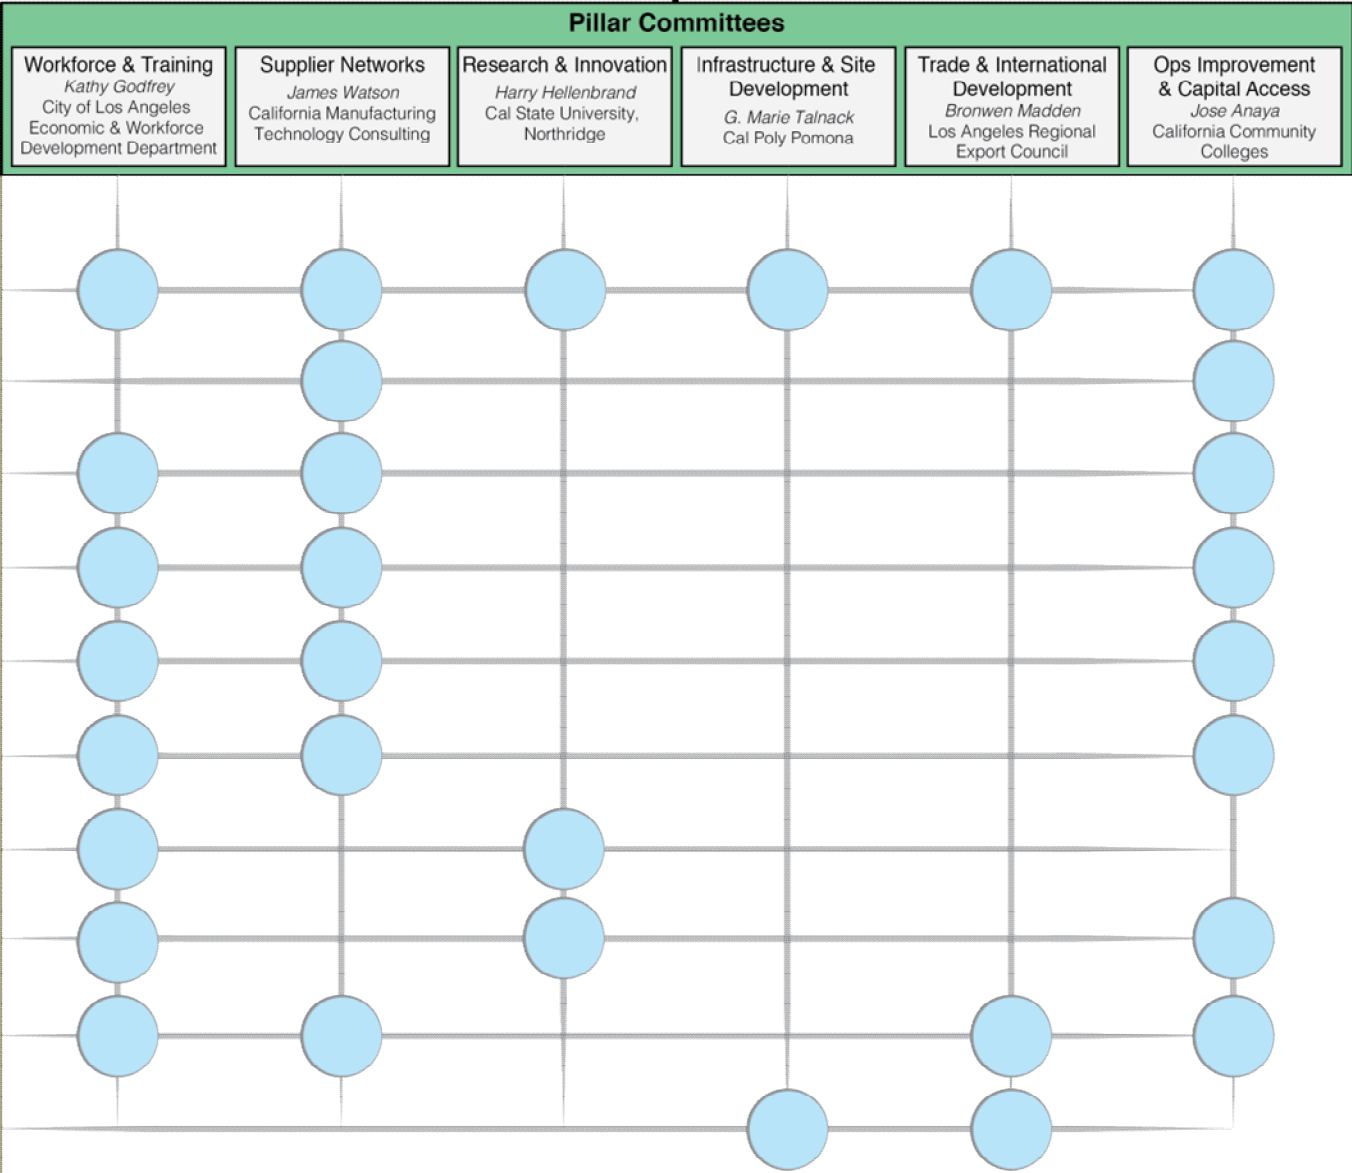 Pillar Committees
Workforce & Training
Kathy Godfrey
City of Los Angeles
Economic & Workforce
Development Department
Supplier Networks
James Watson
California Manufacturing
Technology Consulting
Research & Innovation
Harry Hellenbrand
Cal State University,
Northridge
Infrastructure & Site
Development
G. Marie Talnack
Cal Poly Pomona
Trade & International
Development
Bronwen Madden
Los Angeles Regional
Export Council
Ops Improvement
& Capital Access
Jose Anaya
California Community
Colleges